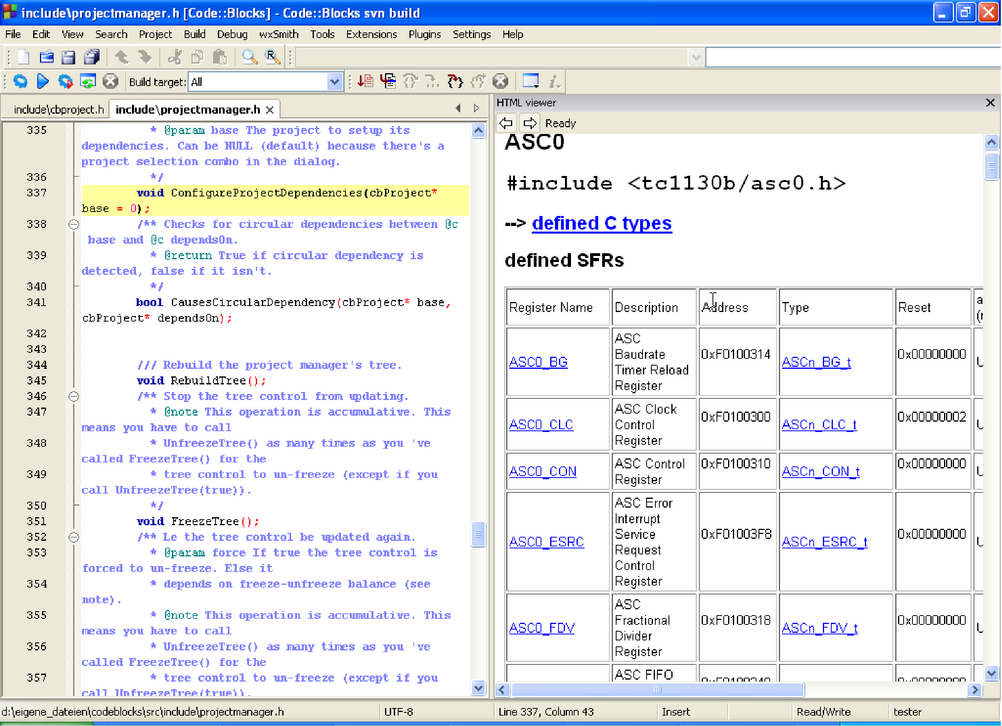 include\projectmanager.h [Code::Blocks] - Code::Blocks svn build
File Edit View Search Project Build Debug wxSmith Tools Extensions Plugins Settings Help
Build target: All
include\cbproject.h include\projectmanager.h
335 * @param base The project to setup its
dependencies. Can be NULL (default) because there's a
project selection combo in the dialog.
336 */
337 void ConfigureProjectDependencies(cbProject*
base = 0);
338 /** Checks for circular dependencies between @c
base and @c dependsOn.
339 * @return True if circular dependency is
detected, false if it isn't.
340 */
341 bool CausesCircularDependency(cbProject* base,
cbProject* dependsOn);
342
343
344 /// Rebuild the project manager's tree.
345 void RebuildTree();
346 /** Stop the tree control from updating.
347 * @note This operation is accumulative. This
means you have to call
348 * UnfreezeTree() as many times as you 've
called FreezeTree() for the
349 * tree control to un-freeze (except if you
call UnfreezeTree(true)).
350 */
351 void FreezeTree();
352 /** Le the tree control be updated again.
353 * @param force If true the tree control is
forced to un-freeze. Else it
354 * depends on freeze-unfreeze balance (see
note).
355 * @note This operation is accumulative. This
means you have to call
356 * UnfreezeTree() as many times as you 've
called FreezeTree() for the
357 * tree control to un-freeze (except if you
call UnfreezeTree(true)).
HTML viewer
Ready
ASC0
#include <tc1130b/asc0.h>
--> defined C types
defined SFRs
Register Name Description Address Type Reset
ASC0_BG ASC Baudrate Timer Reload Register 0xF0100314 ASCn_BG_t 0x00000000
ASC0_CLC ASC Clock Control Register 0xF0100300 ASCn_CLC_t 0x00000002
ASC0_CON ASC Control Register 0xF0100310 ASCn_CON_t 0x00000000
ASC0_ESRC ASC Error Interrupt Service Request Control Register 0xF01003F8 ASCn_ESRC_t 0x00000000
ASC0_FDV ASC Fractional Divider Register 0xF0100318 ASCn_FDV_t 0x00000000
ASC FIFO
d:\eigene_dateien\codeblocks\src\include\projectmanager.h UTF-8 Line 337, Column 43 Insert Read/Write tester